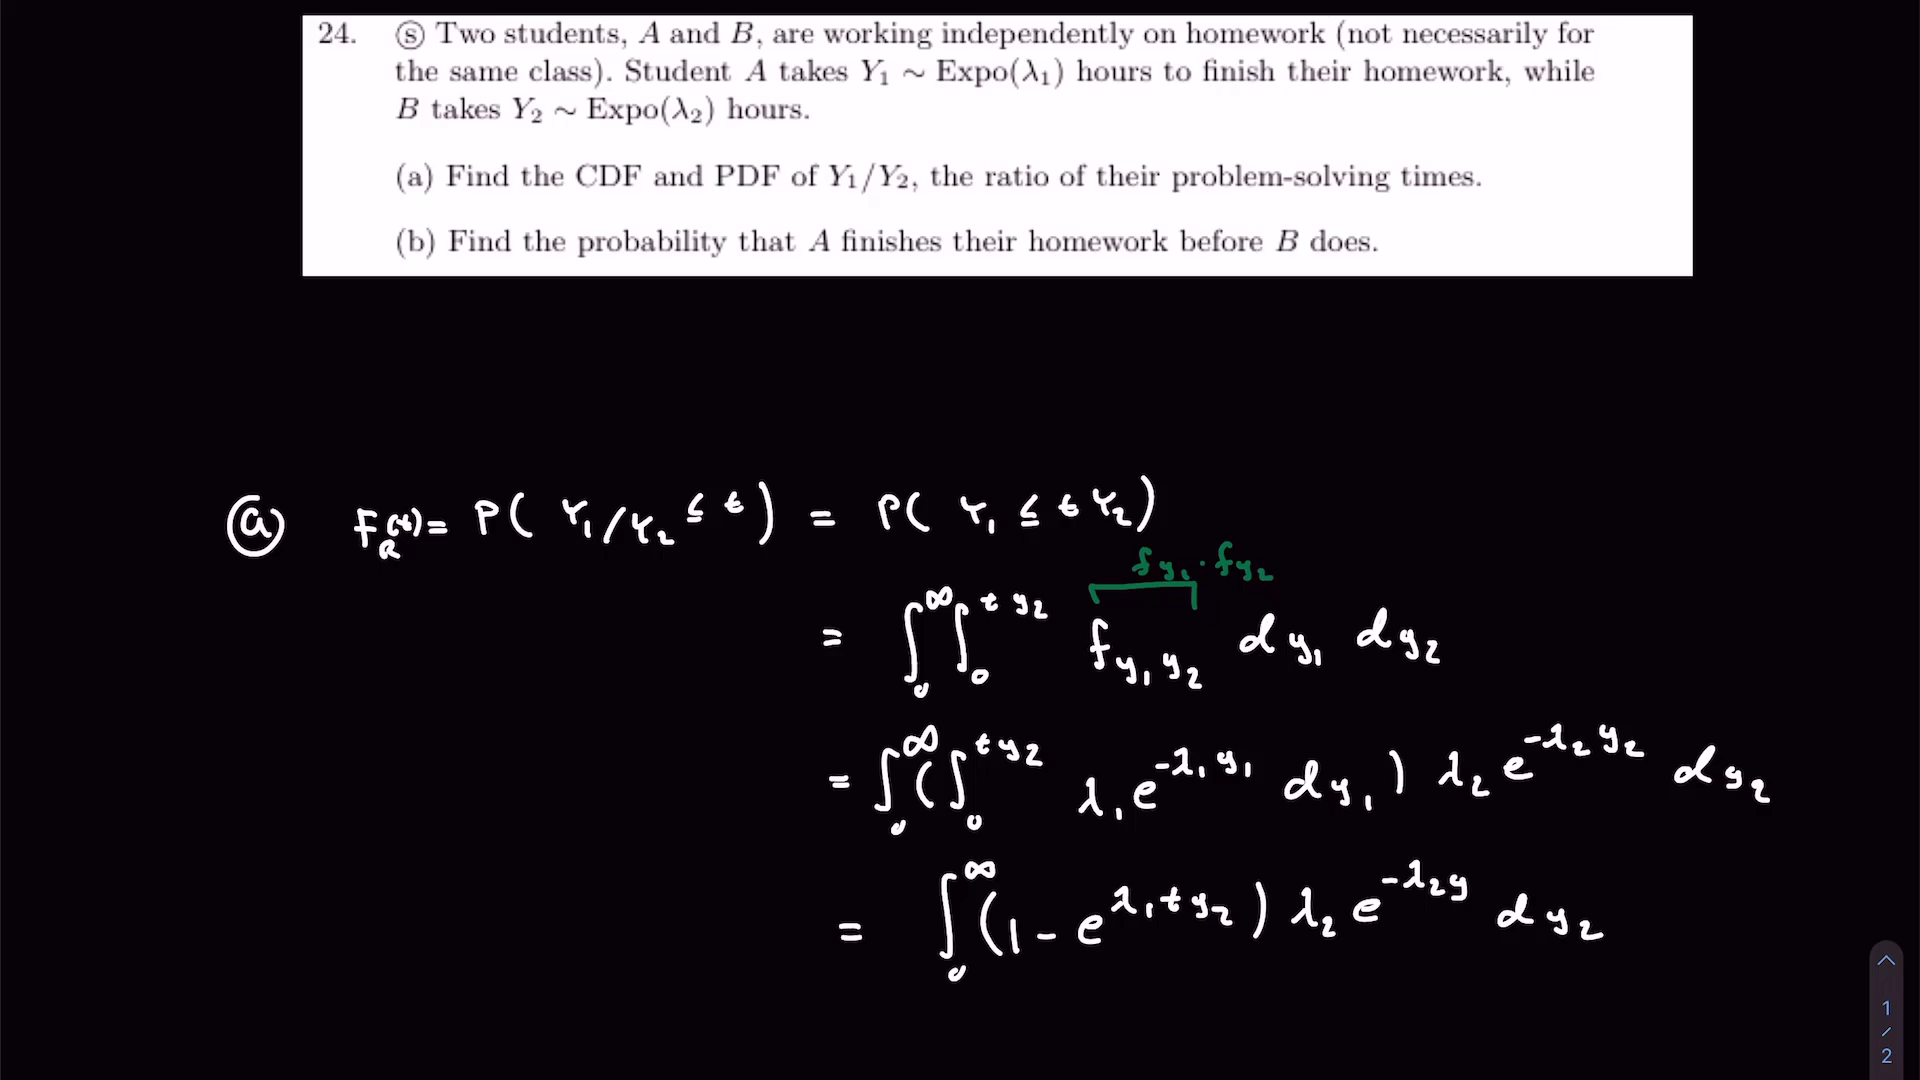 24. Ⓢ Two students, A and B, are working independently on homework (not necessarily for
the same class). Student A takes Y₁ ∼ Expo(λ₁) hours to finish their homework, while
B takes Y₂ ∼ Expo(λ₂) hours.
(a) Find the CDF and PDF of Y₁/Y₂, the ratio of their problem-solving times.
(b) Find the probability that A finishes their homework before B does.
ⓐ F_R(t) = P( Y₁/Y₂ ≤ t ) = P( Y₁ ≤ t Y₂ )
f_y₁ · f_y₂
= ∫₀^∞ ∫₀^{t y₂} f_{y₁ y₂} dy₁ dy₂
= ∫₀^∞ ( ∫₀^{t y₂} λ₁ e^{-λ₁ y₁} dy₁ ) λ₂ e^{-λ₂ y₂} dy₂
= ∫₀^∞ ( 1 - e^{λ₁ t y₂} ) λ₂ e^{-λ₂ y} dy₂
1
/
2